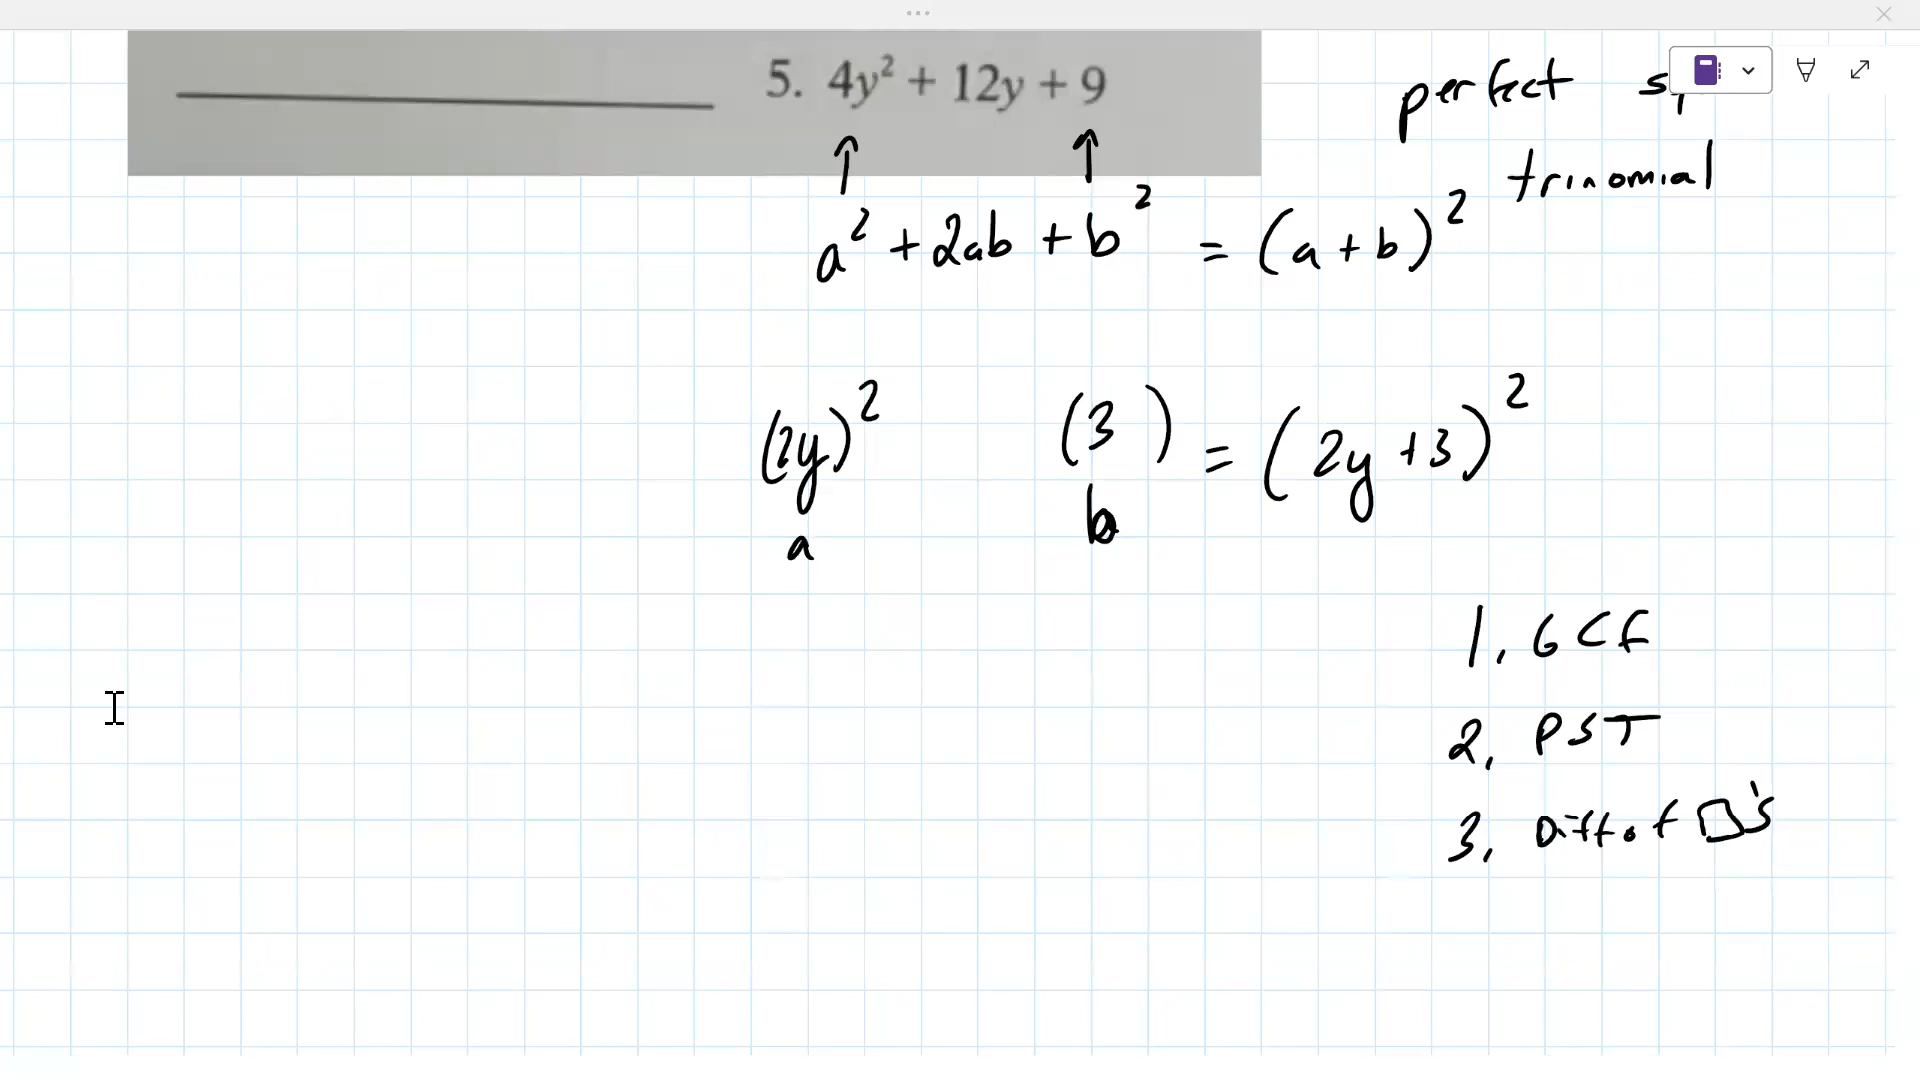 5. 4y² + 12y + 9
perfect
trinomial
a² + 2ab + b² = (a + b)²
(2y)² (3 ) = (2y + 3)²
a b
1. GCF
2. PST
3. Diff of □'s